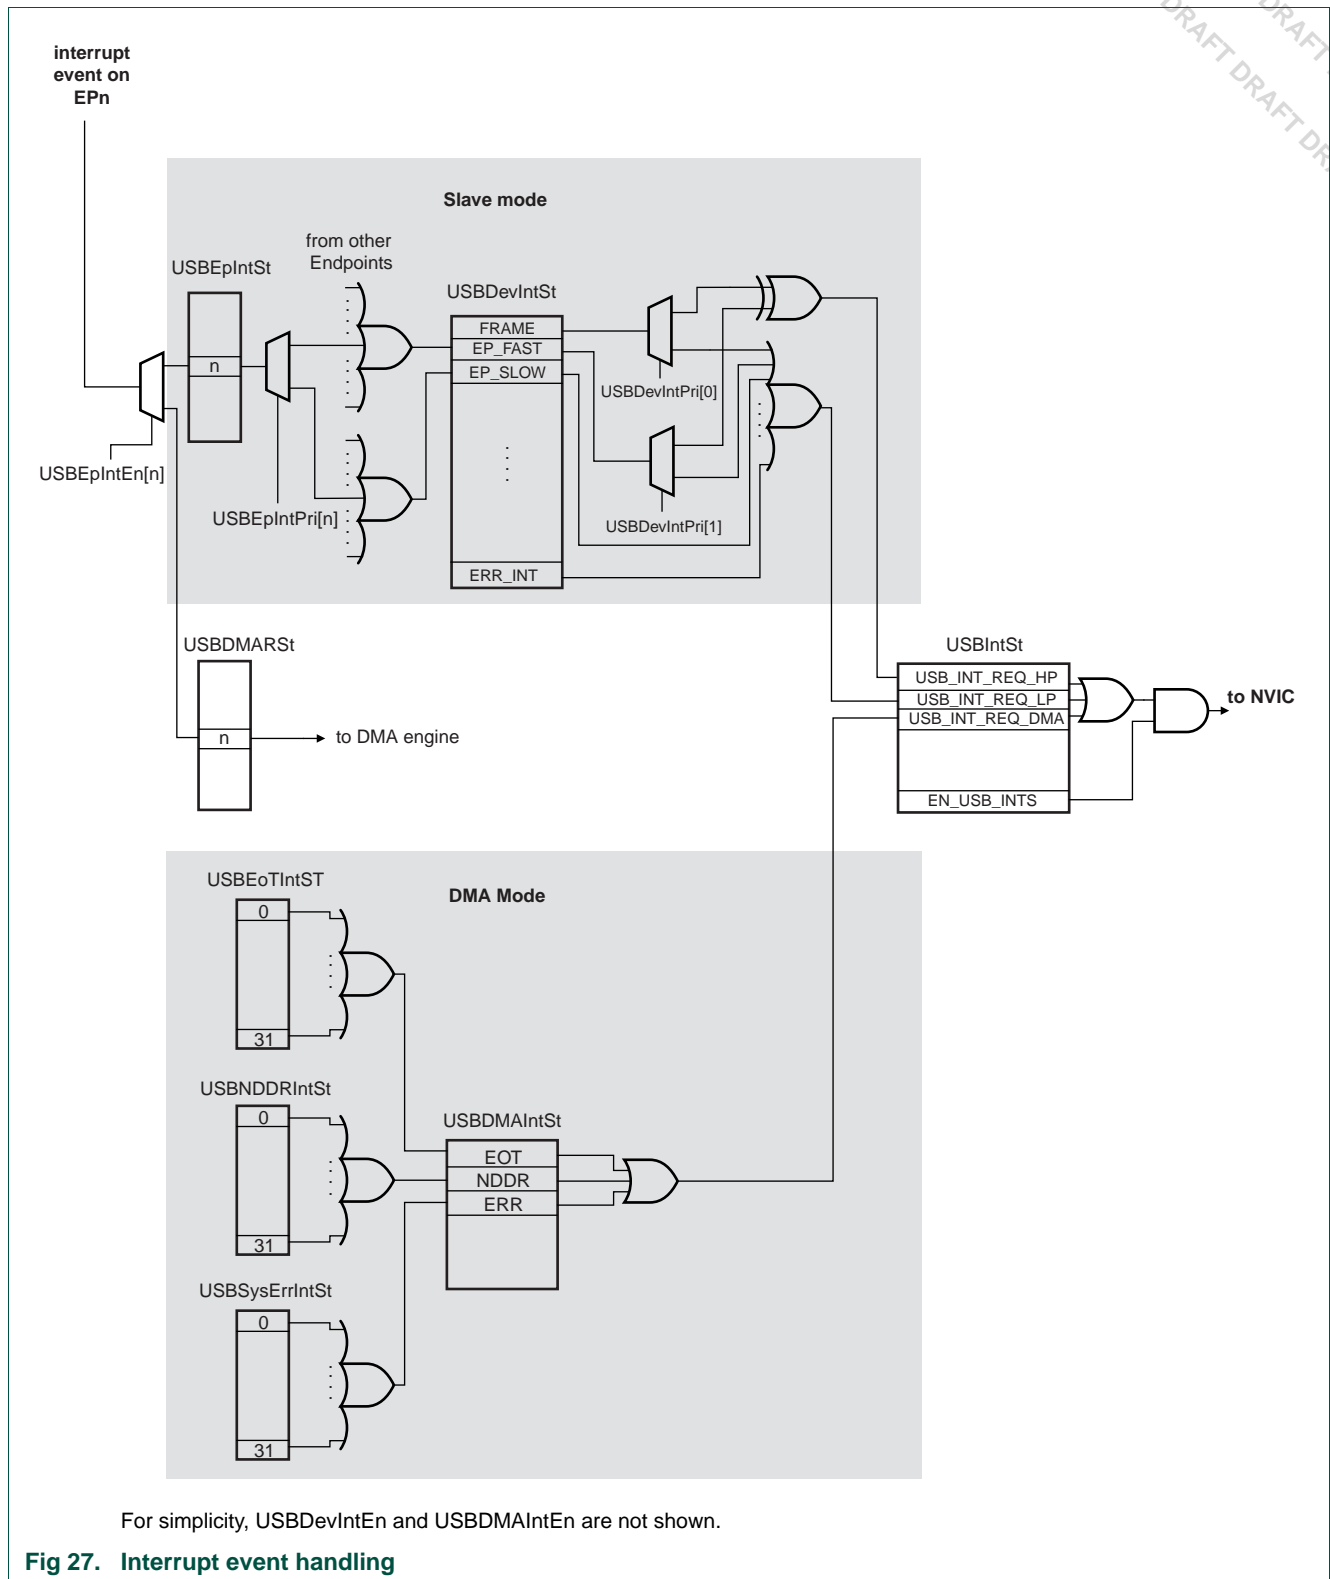 DRAFT DRAFT DR
DRAFT
interrupt
event on
EPn
Slave mode
from other
Endpoints
USBEpIntSt
USBDevIntSt
FRAME
EP_FAST
EP_SLOW
n
USBDevIntPri[0]
USBEpIntEn[n]
USBEpIntPri[n]
USBDevIntPri[1]
ERR_INT
USBDMARSt
USBIntSt
USB_INT_REQ_HP
USB_INT_REQ_LP
USB_INT_REQ_DMA
to NVIC
n
to DMA engine
EN_USB_INTS
USBEoTIntST
DMA Mode
0
31
USBNDDRIntSt
0
USBDMAIntSt
EOT
NDDR
ERR
31
USBSysErrIntSt
0
31
For simplicity, USBDevIntEn and USBDMAIntEn are not shown.
Fig 27. Interrupt event handling